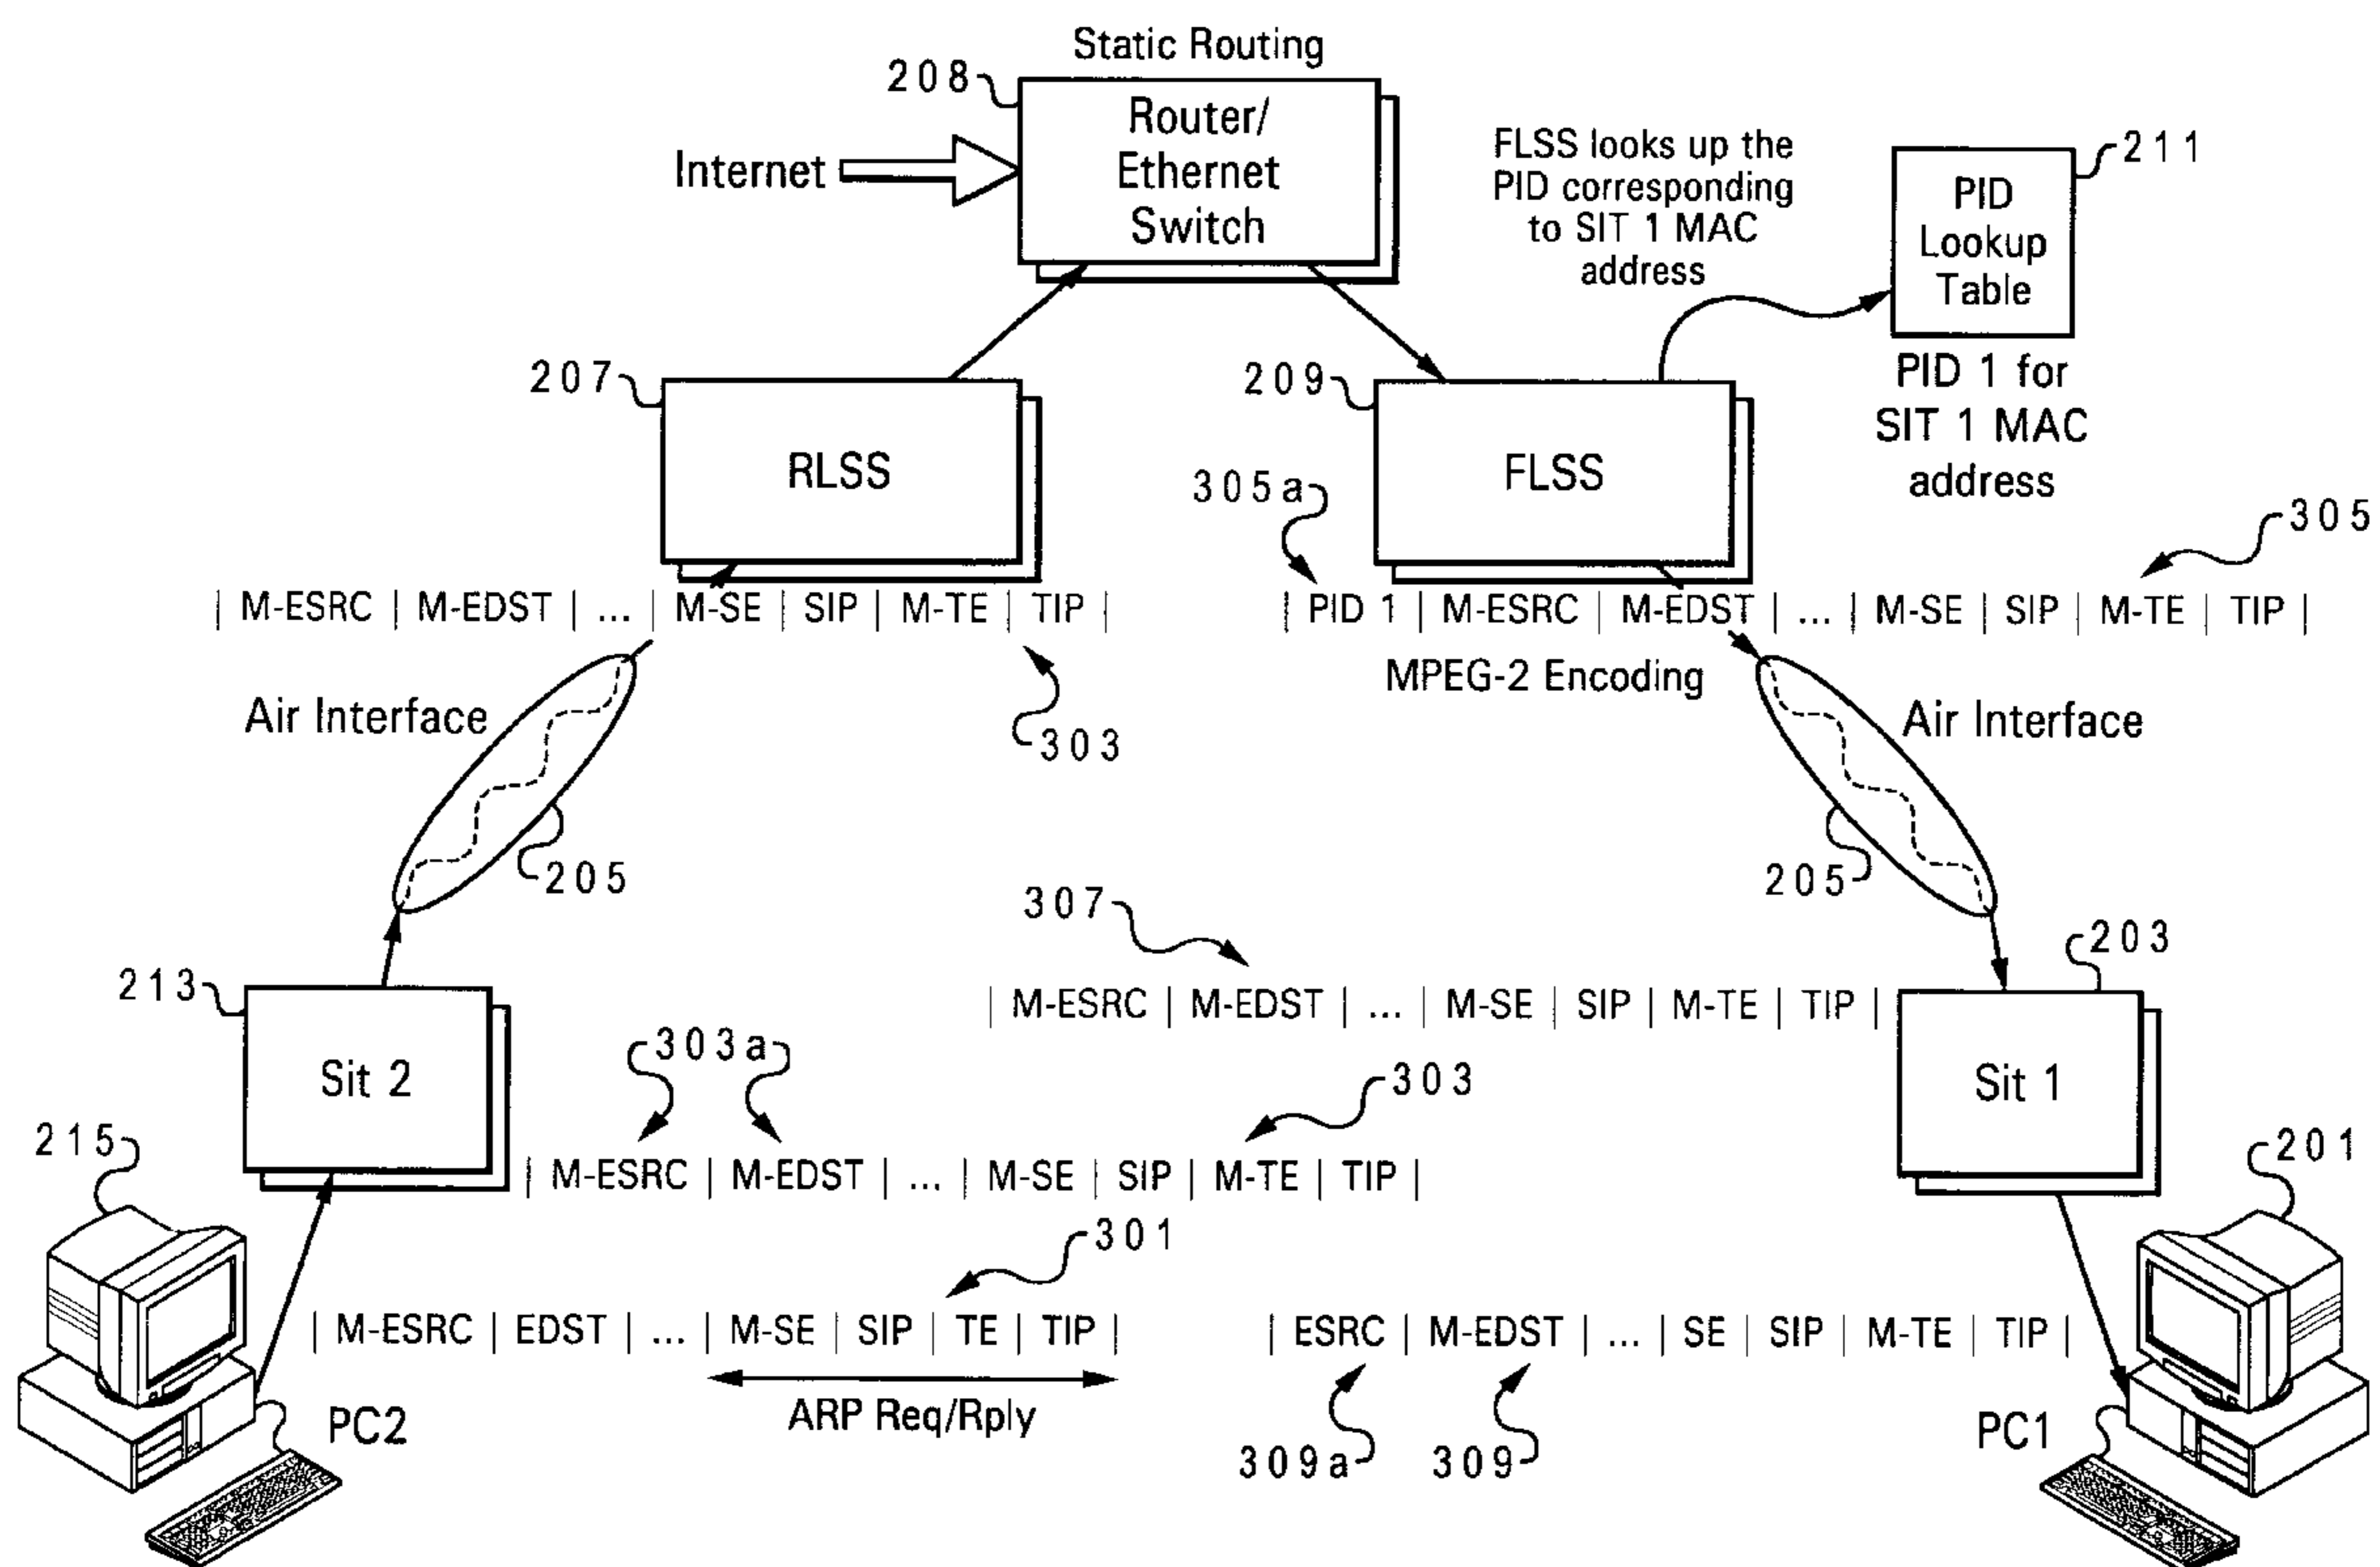 Static Routing
208
Router/
Ethernet
Switch
Internet
FLSS looks up the
PID corresponding
to SIT 1 MAC
address
211
PID
Lookup
Table
PID 1 for
SIT 1 MAC
address
207
RLSS
209
FLSS
305a
305
| M-ESRC | M-EDST | ... | M-SE | SIP | M-TE | TIP |
| PID 1 | M-ESRC | M-EDST | ... | M-SE | SIP | M-TE | TIP |
MPEG-2 Encoding
Air Interface
303
Air Interface
205
205
307
203
213
| M-ESRC | M-EDST | ... | M-SE | SIP | M-TE | TIP |
Sit 2
303a
303
Sit 1
215
201
| M-ESRC | M-EDST | ... | M-SE | SIP | M-TE | TIP |
301
| M-ESRC | EDST | ... | M-SE | SIP | TE | TIP |
| ESRC | M-EDST | ... | SE | SIP | M-TE | TIP |
ARP Req/Rply
PC2
PC1
309a
309